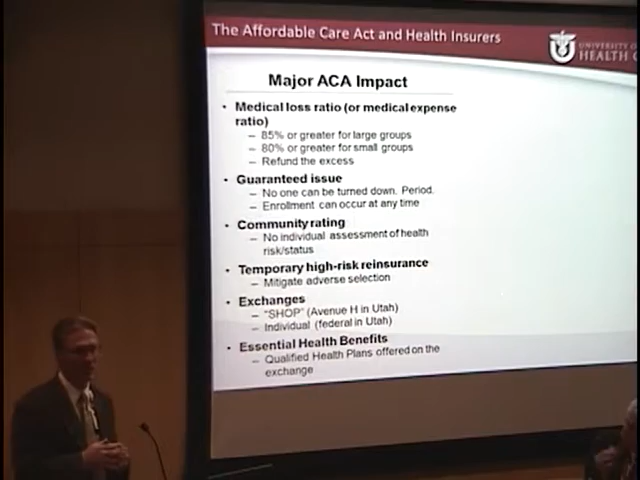 The Affordable Care Act and Health Insurers
UNIVERSITY
HEALTH
Major ACA Impact
• Medical loss ratio (or medical expense
ratio)
– 85% or greater for large groups
– 80% or greater for small groups
– Refund the excess
• Guaranteed issue
– No one can be turned down. Period.
– Enrollment can occur at any time
• Community rating
– No individual assessment of health
risk/status
• Temporary high-risk reinsurance
– Mitigate adverse selection
• Exchanges
– "SHOP" (Avenue H in Utah)
– Individual (federal in Utah)
• Essential Health Benefits
– Qualified Health Plans offered on the
exchange